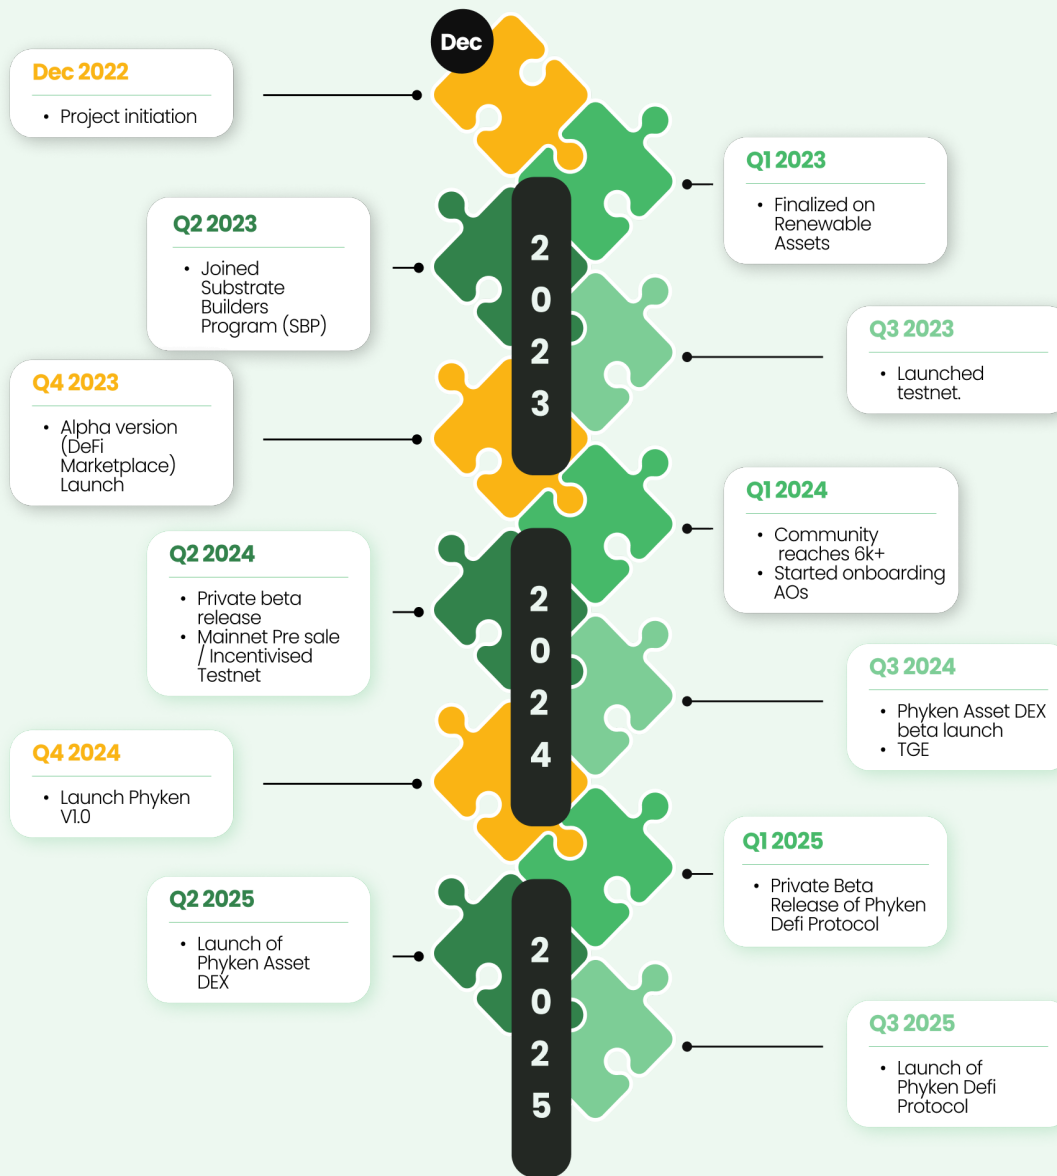 Dec
Dec 2022
• Project initiation
Q1 2023
• Finalized on
Renewable
Assets
Q2 2023
• Joined
Substrate
Builders
Program (SBP)
2
0
2
3
Q3 2023
• Launched
testnet.
Q4 2023
• Alpha version
(DeFi
Marketplace)
Launch
Q1 2024
• Community
reaches 6k+
• Started onboarding
AOs
Q2 2024
• Private beta
release
• Mainnet Pre sale
/ Incentivised
Testnet
2
0
2
4
Q3 2024
• Phyken Asset DEX
beta launch
• TGE
Q4 2024
• Launch Phyken
V1.0
Q1 2025
• Private Beta
Release of Phyken
Defi Protocol
Q2 2025
• Launch of
Phyken Asset
DEX
2
0
2
5
Q3 2025
• Launch of
Phyken Defi
Protocol